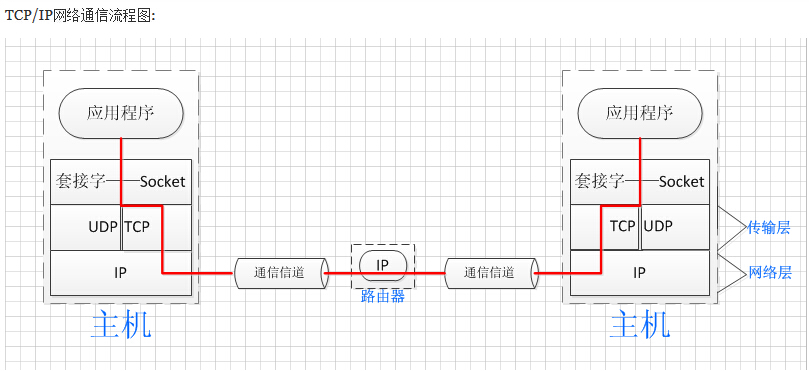 TCP/IP网络通信流程图:
应用程序
应用程序
套接字 Socket
套接字 Socket
UDP TCP
TCP UDP
传输层
IP
通信信道
IP
通信信道
IP
网络层
路由器
主机
主机